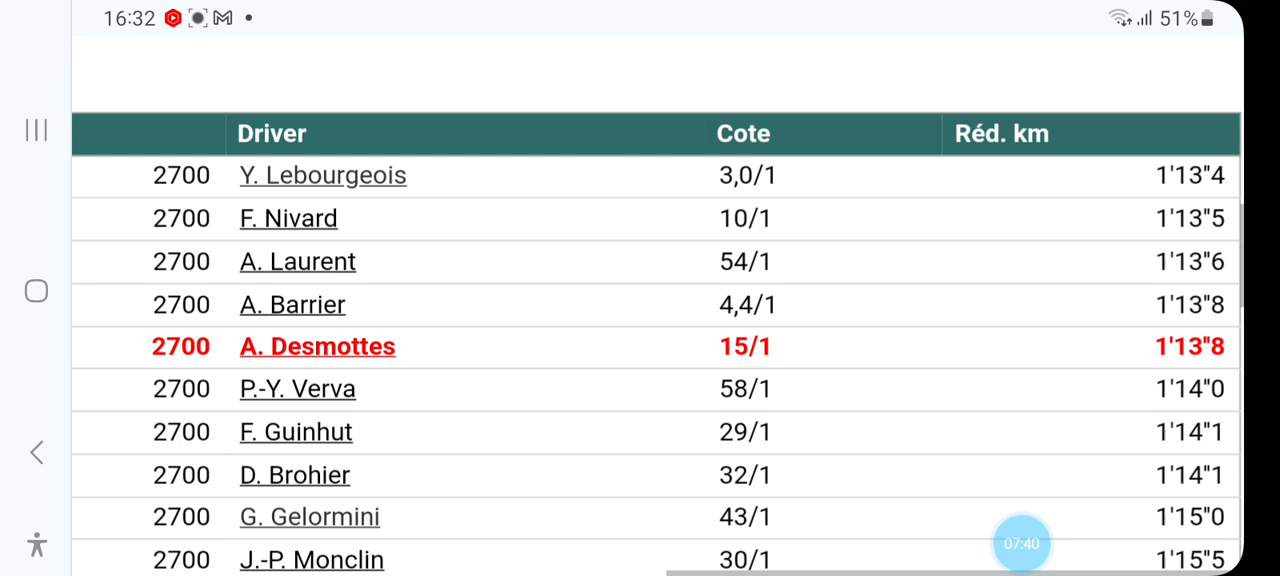 16:32 51%
Driver Cote Réd. km
2700 Y. Lebourgeois 3,0/1 1'13"4
2700 F. Nivard 10/1 1'13"5
2700 A. Laurent 54/1 1'13"6
2700 A. Barrier 4,4/1 1'13"8
2700 A. Desmottes 15/1 1'13"8
2700 P.-Y. Verva 58/1 1'14"0
2700 F. Guinhut 29/1 1'14"1
2700 D. Brohier 32/1 1'14"1
2700 G. Gelormini 43/1 1'15"0
07:40
2700 J.-P. Monclin 30/1 1'15"5